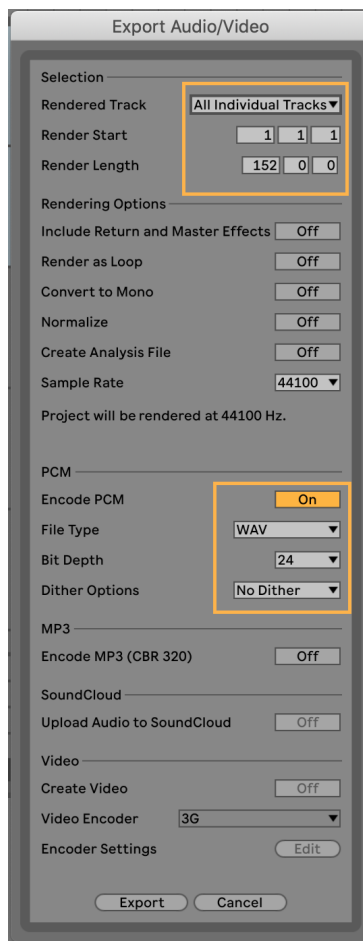 Export Audio/Video
Selection
Rendered Track All Individual Tracks
Render Start 1 1 1
Render Length 152 0 0
Rendering Options
Include Return and Master Effects Off
Render as Loop Off
Convert to Mono Off
Normalize Off
Create Analysis File Off
Sample Rate 44100
Project will be rendered at 44100 Hz.
PCM
Encode PCM On
File Type WAV
Bit Depth 24
Dither Options No Dither
MP3
Encode MP3 (CBR 320) Off
SoundCloud
Upload Audio to SoundCloud Off
Video
Create Video Off
Video Encoder 3G
Encoder Settings Edit
Export Cancel